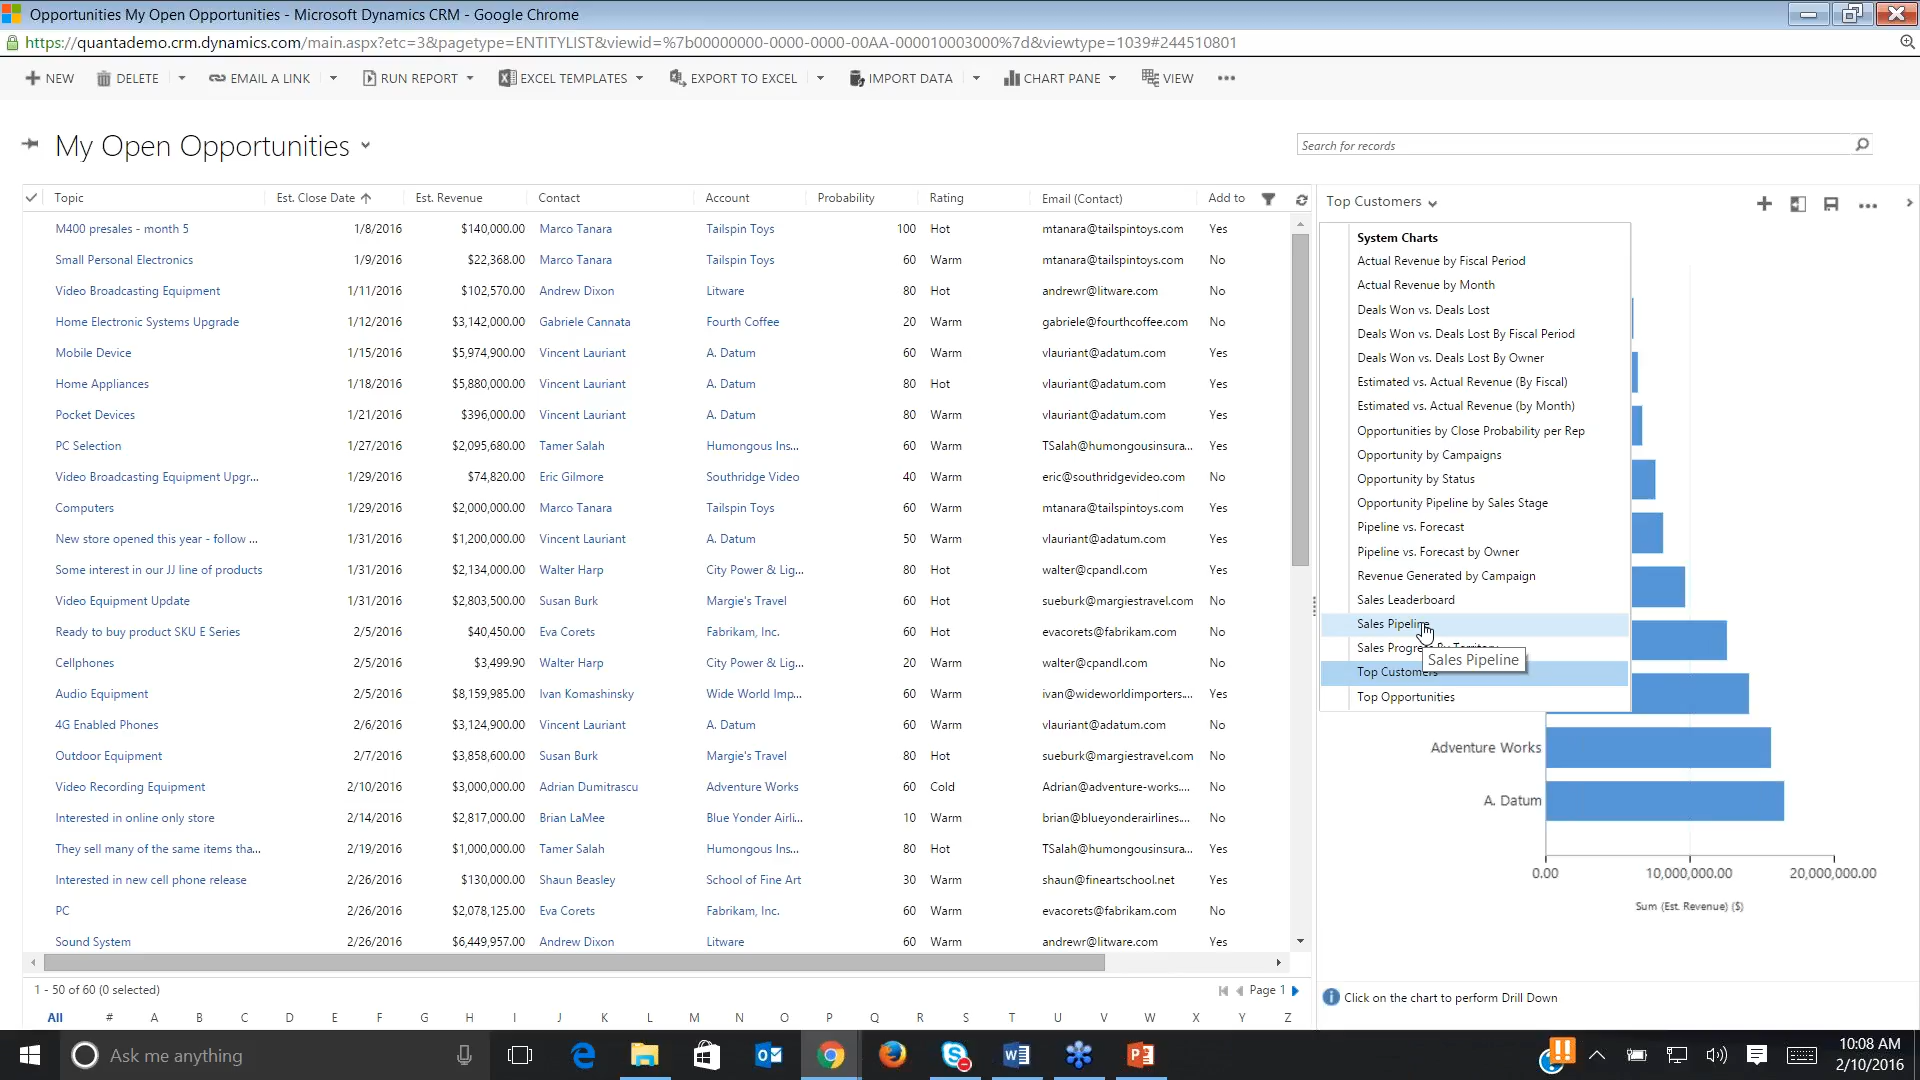 Opportunities My Open Opportunities - Microsoft Dynamics CRM - Google Chrome
https://quantademo.crm.dynamics.com/main.aspx?etc=3&pagetype=ENTITYLIST&viewid=%7b00000000-0000-0000-00AA-000010003000%7d&viewtype=1039#244510801
NEW DELETE EMAIL A LINK RUN REPORT EXCEL TEMPLATES EXPORT TO EXCEL IMPORT DATA CHART PANE VIEW
My Open Opportunities
Search for records
Topic Est. Close Date Est. Revenue Contact Account Probability Rating Email (Contact) Add to
M400 presales - month 5 1/8/2016 $140,000.00 Marco Tanara Tailspin Toys 100 Hot mtanara@tailspintoys.com Yes
Small Personal Electronics 1/9/2016 $22,368.00 Marco Tanara Tailspin Toys 60 Warm mtanara@tailspintoys.com No
Video Broadcasting Equipment 1/11/2016 $102,570.00 Andrew Dixon Litware 80 Hot andrewr@litware.com No
Home Electronic Systems Upgrade 1/12/2016 $3,142,000.00 Gabriele Cannata Fourth Coffee 20 Warm gabriele@fourthcoffee.com No
Mobile Device 1/15/2016 $5,974,900.00 Vincent Lauriant A. Datum 60 Warm vlauriant@adatum.com Yes
Home Appliances 1/18/2016 $5,880,000.00 Vincent Lauriant A. Datum 80 Hot vlauriant@adatum.com Yes
Pocket Devices 1/21/2016 $396,000.00 Vincent Lauriant A. Datum 80 Warm vlauriant@adatum.com Yes
PC Selection 1/27/2016 $2,095,680.00 Tamer Salah Humongous Ins... 60 Warm TSalah@humongousinsura... Yes
Video Broadcasting Equipment Upgr... 1/29/2016 $74,820.00 Eric Gilmore Southridge Video 40 Warm eric@southridgevideo.com No
Computers 1/29/2016 $2,000,000.00 Marco Tanara Tailspin Toys 60 Warm mtanara@tailspintoys.com Yes
New store opened this year - follow ... 1/31/2016 $1,200,000.00 Vincent Lauriant A. Datum 50 Warm vlauriant@adatum.com Yes
Some interest in our JJ line of products 1/31/2016 $2,134,000.00 Walter Harp City Power & Lig... 80 Hot walter@cpandl.com Yes
Video Equipment Update 1/31/2016 $2,803,500.00 Susan Burk Margie's Travel 60 Hot sueburk@margiestravel.com No
Ready to buy product SKU E Series 2/5/2016 $40,450.00 Eva Corets Fabrikam, Inc. 60 Hot evacorets@fabrikam.com No
Cellphones 2/5/2016 $3,499.90 Walter Harp City Power & Lig... 20 Warm walter@cpandl.com No
Audio Equipment 2/5/2016 $8,159,985.00 Ivan Komashinsky Wide World Imp... 60 Warm ivan@wideworldimporters.... Yes
4G Enabled Phones 2/6/2016 $3,124,900.00 Vincent Lauriant A. Datum 60 Warm vlauriant@adatum.com No
Outdoor Equipment 2/7/2016 $3,858,600.00 Susan Burk Margie's Travel 80 Hot sueburk@margiestravel.com No
Video Recording Equipment 2/10/2016 $3,000,000.00 Adrian Dumitrascu Adventure Works 60 Cold Adrian@adventure-works.... No
Interested in online only store 2/14/2016 $2,817,000.00 Brian LaMee Blue Yonder Airli... 10 Warm brian@blueyonderairlines.... No
They sell many of the same items tha... 2/19/2016 $1,000,000.00 Tamer Salah Humongous Ins... 80 Hot TSalah@humongousinsura... Yes
Interested in new cell phone release 2/26/2016 $130,000.00 Shaun Beasley School of Fine Art 30 Warm shaun@fineartschool.net Yes
PC 2/26/2016 $2,078,125.00 Eva Corets Fabrikam, Inc. 60 Warm evacorets@fabrikam.com No
Sound System 2/26/2016 $6,449,957.00 Andrew Dixon Litware 60 Warm andrewr@litware.com Yes
1 - 50 of 60 (0 selected) Page 1
All # A B C D E F G H I J K L M N O P Q R S T U V W X Y Z
Top Customers
System Charts
Actual Revenue by Fiscal Period
Actual Revenue by Month
Deals Won vs. Deals Lost
Deals Won vs. Deals Lost By Fiscal Period
Deals Won vs. Deals Lost By Owner
Estimated vs. Actual Revenue (By Fiscal)
Estimated vs. Actual Revenue (by Month)
Opportunities by Close Probability per Rep
Opportunity by Campaigns
Opportunity by Status
Opportunity Pipeline by Sales Stage
Pipeline vs. Forecast
Pipeline vs. Forecast by Owner
Revenue Generated by Campaign
Sales Leaderboard
Sales Pipeline
Sales Progress By Territory
Sales Pipeline
Top Customers
Top Opportunities
Adventure Works
A. Datum
0.00 10,000,000.00 20,000,000.00
Sum (Est. Revenue) ($)
Click on the chart to perform Drill Down
Ask me anything
10:08 AM
2/10/2016